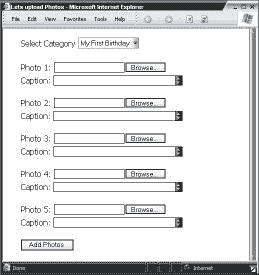 Lets upload Photos - Microsoft Internet Explorer
File Edit View Favorites Tools Help
Select Category My First Birthday
Photo 1: Browse...
Caption:
Photo 2: Browse...
Caption:
Photo 3: Browse...
Caption:
Photo 4: Browse...
Caption:
Photo 5: Browse...
Caption:
Add Photos
Done Internet